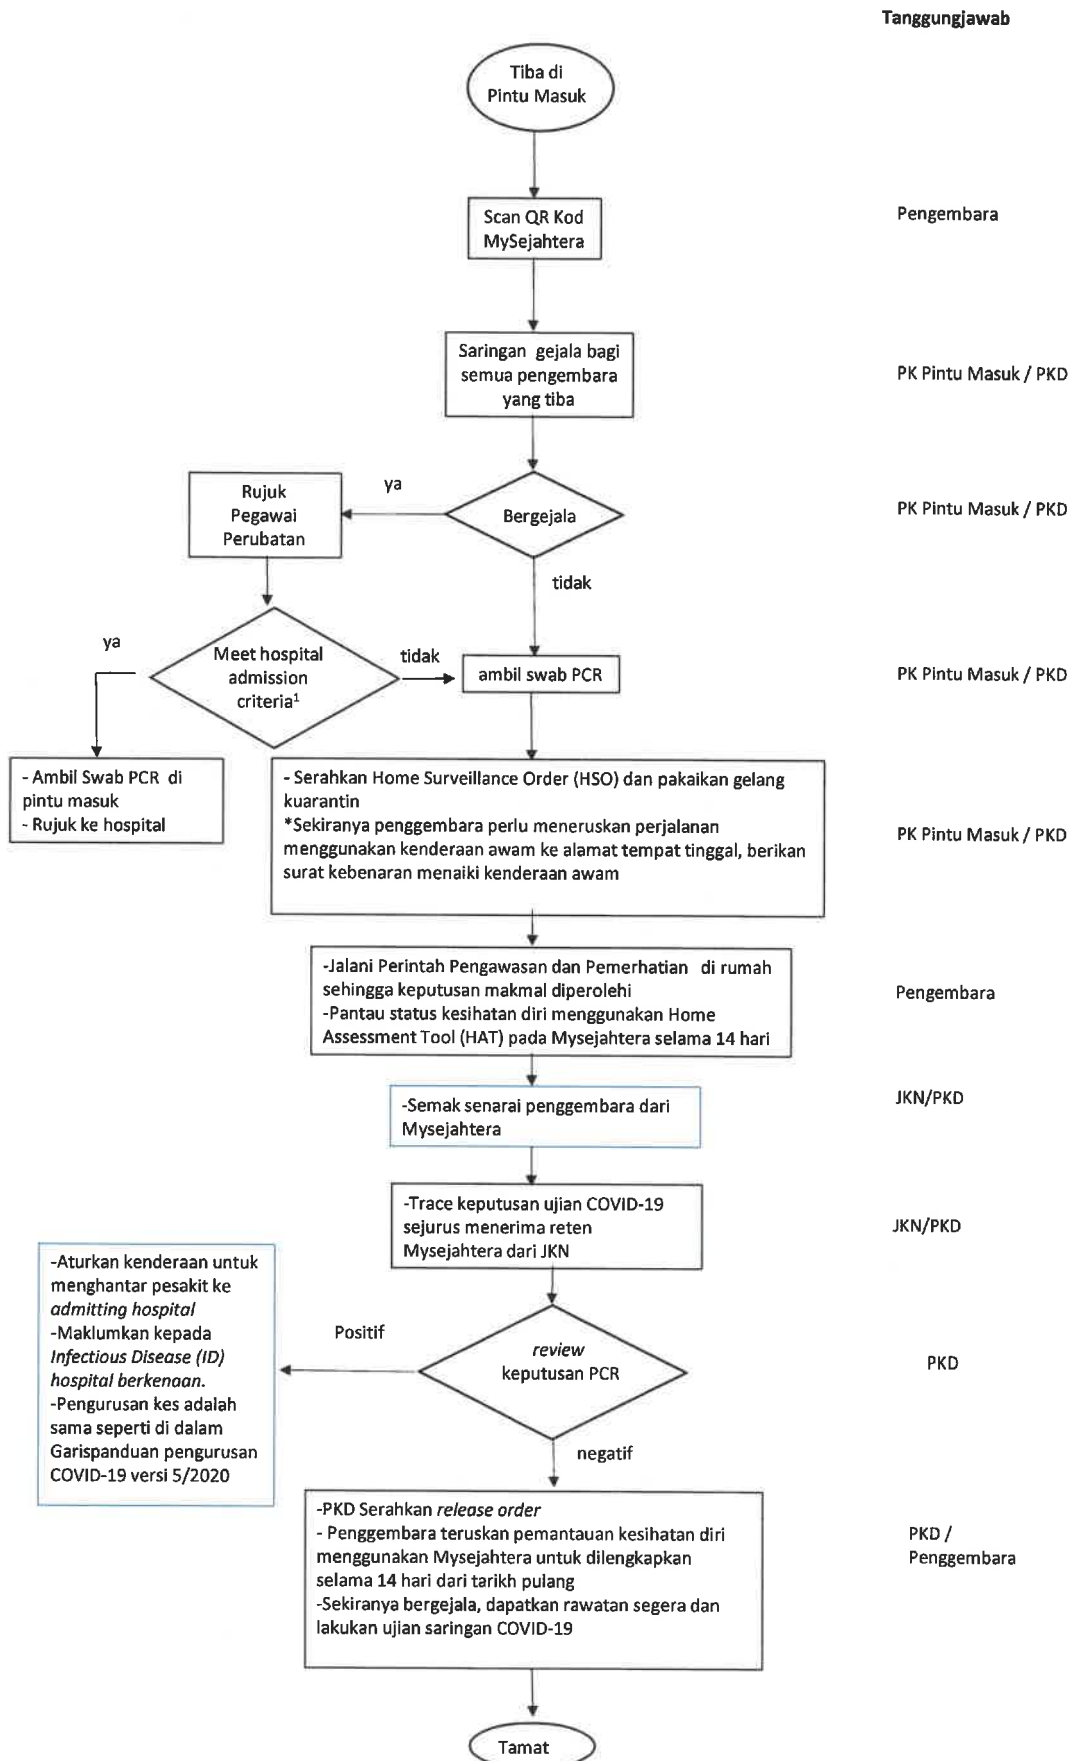 Tanggungjawab
Tiba di
Pintu Masuk
Scan QR Kod
MySejahtera
Pengembara
Saringan gejala bagi
semua pengembara
yang tiba
PK Pintu Masuk / PKD
Bergejala
PK Pintu Masuk / PKD
ya
Rujuk
Pegawai
Perubatan
tidak
Meet hospital
admission
criteria¹
ya
tidak
ambil swab PCR
PK Pintu Masuk / PKD
- Ambil Swab PCR di
pintu masuk
- Rujuk ke hospital
- Serahkan Home Surveillance Order (HSO) dan pakaikan gelang
kuarantin
*Sekiranya penggembara perlu meneruskan perjalanan
menggunakan kenderaan awam ke alamat tempat tinggal, berikan
surat kebenaran menaiki kenderaan awam
PK Pintu Masuk / PKD
-Jalani Perintah Pengawasan dan Pemerhatian di rumah
sehingga keputusan makmal diperolehi
-Pantau status kesihatan diri menggunakan Home
Assessment Tool (HAT) pada Mysejahtera selama 14 hari
Pengembara
-Semak senarai penggembara dari
Mysejahtera
JKN/PKD
-Trace keputusan ujian COVID-19
sejurus menerima reten
Mysejahtera dari JKN
JKN/PKD
review
keputusan PCR
PKD
Positif
-Aturkan kenderaan untuk
menghantar pesakit ke
admitting hospital
-Maklumkan kepada
Infectious Disease (ID)
hospital berkenaan.
-Pengurusan kes adalah
sama seperti di dalam
Garispanduan pengurusan
COVID-19 versi 5/2020
negatif
-PKD Serahkan release order
- Penggembara teruskan pemantauan kesihatan diri
menggunakan Mysejahtera untuk dilengkapkan
selama 14 hari dari tarikh pulang
-Sekiranya bergejala, dapatkan rawatan segera dan
lakukan ujian saringan COVID-19
PKD /
Penggembara
Tamat